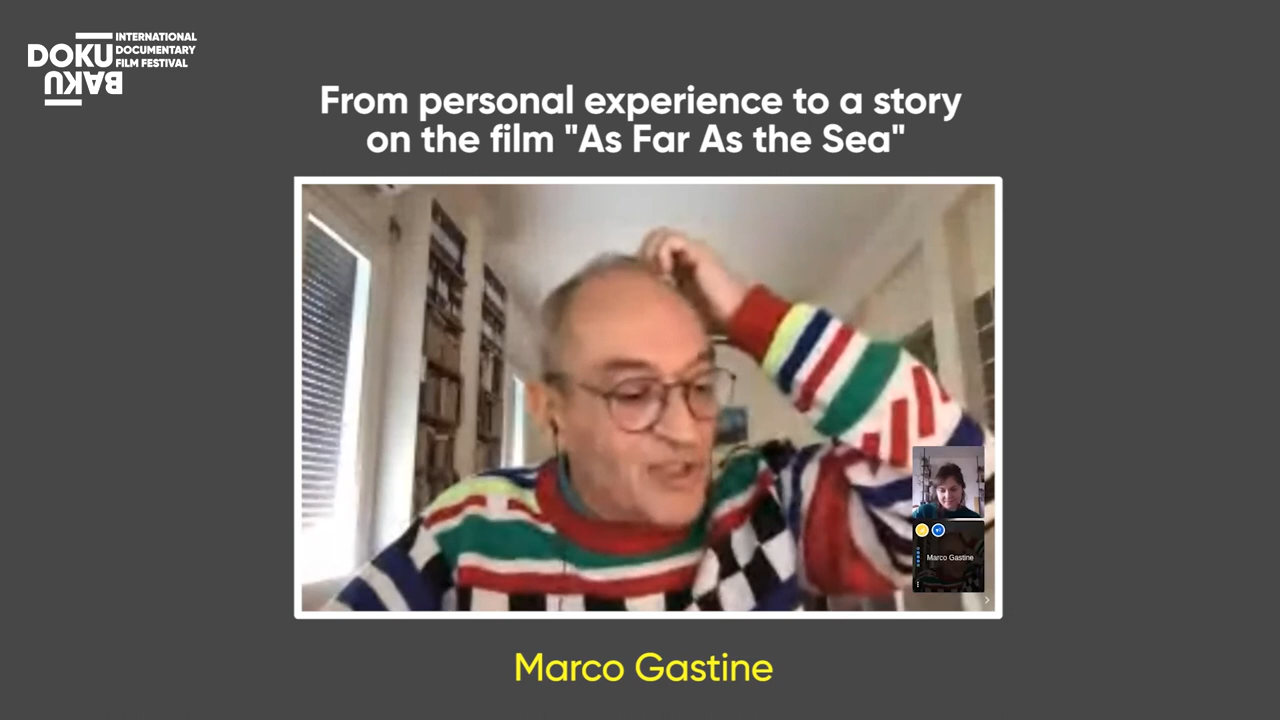 DOKU
BAKU
INTERNATIONAL
DOCUMENTARY
FILM FESTIVAL
From personal experience to a story
on the film "As Far As the Sea"
Marco Gastine
Marco Gastine